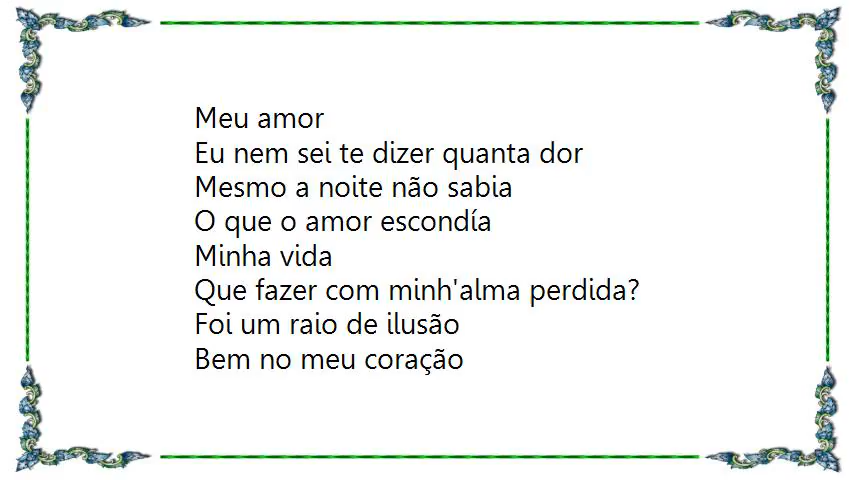 Meu amor
Eu nem sei te dizer quanta dor
Mesmo a noite não sabia
O que o amor escondía
Minha vida
Que fazer com minh'alma perdida?
Foi um raio de ilusão
Bem no meu coração